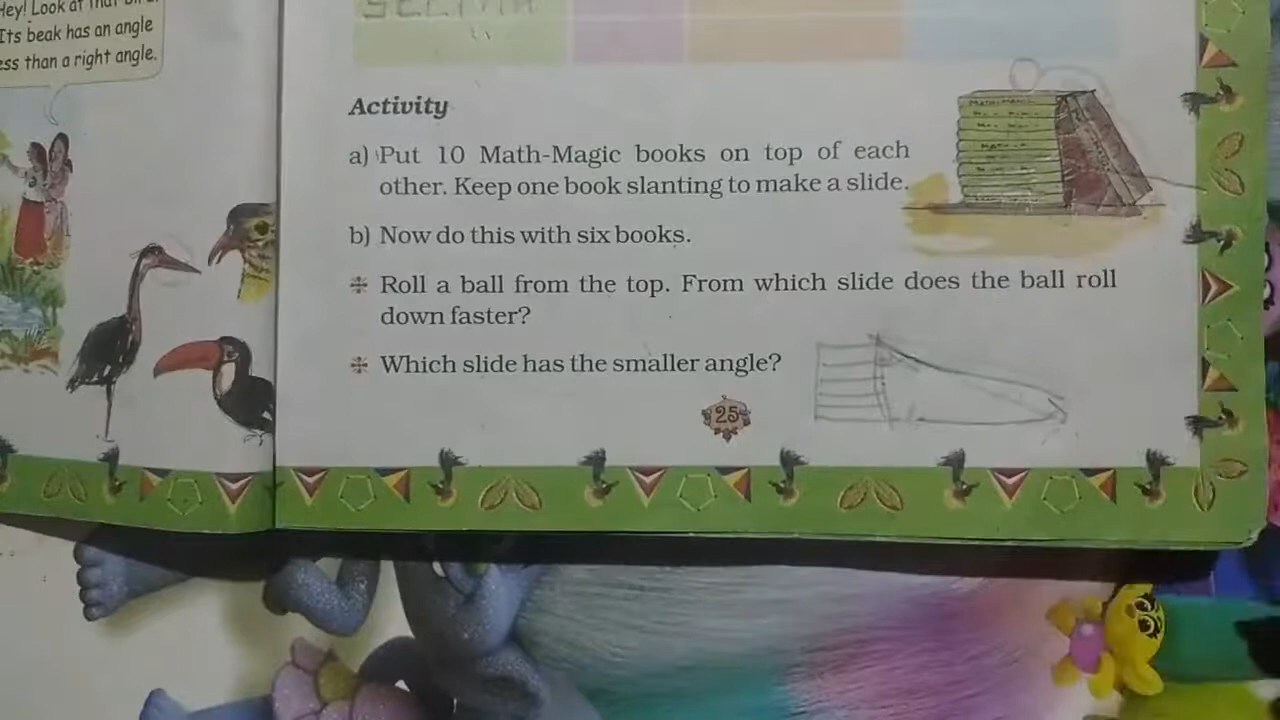 Hey! Look at that
Its beak has an angle
ess than a right angle.
Activity
a) Put 10 Math-Magic books on top of each
other. Keep one book slanting to make a slide.
b) Now do this with six books.
Roll a ball from the top. From which slide does the ball roll
down faster?
Which slide has the smaller angle?
25